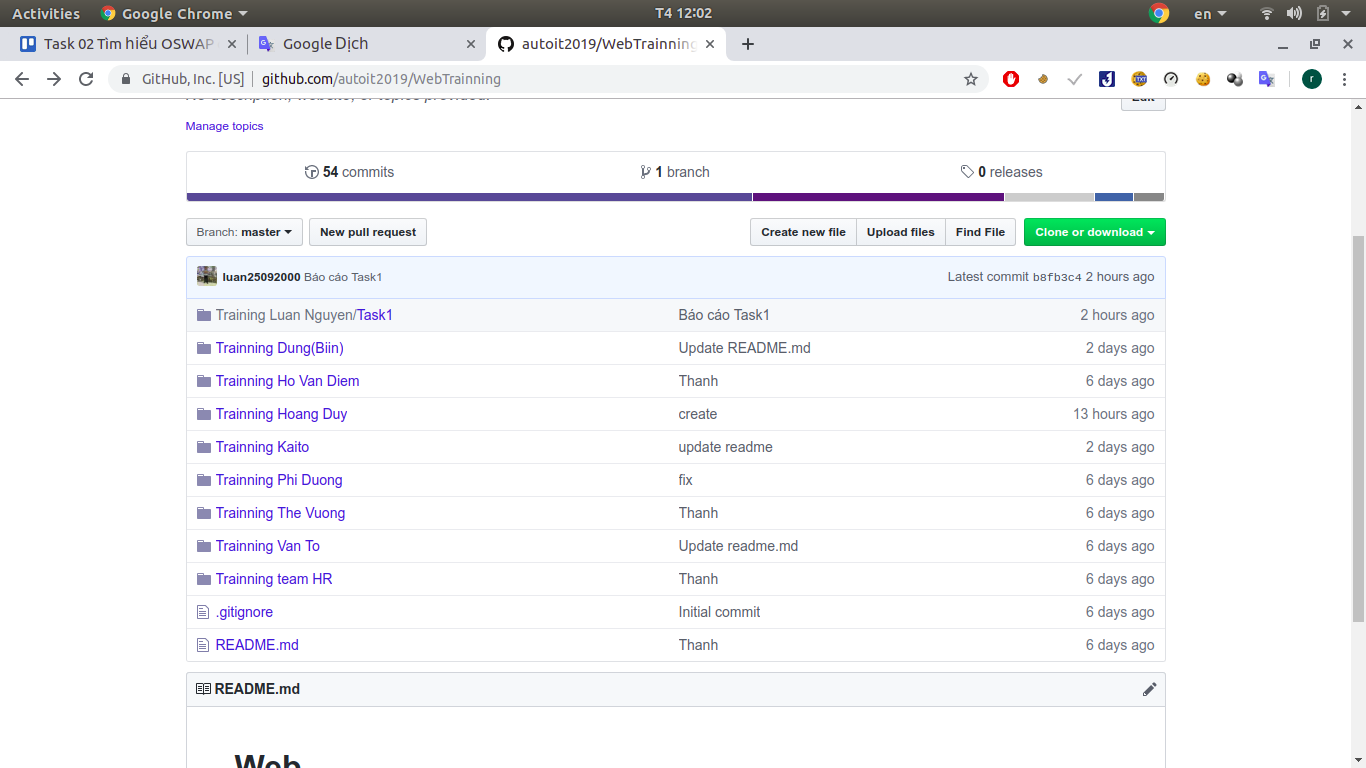 Activities Google Chrome T4 12:02 en
Task 02 Tìm hiểu OSWAP Google Dịch autoit2019/WebTrainning
GitHub, Inc. [US] github.com/autoit2019/WebTrainning r
No description, website, or topics provided. Edit
Manage topics
54 commits 1 branch 0 releases
Branch: master New pull request Create new file Upload files Find File Clone or download
luan25092000 Báo cáo Task1 Latest commit b8fb3c4 2 hours ago
Training Luan Nguyen/Task1 Báo cáo Task1 2 hours ago
Trainning Dung(Biin) Update README.md 2 days ago
Trainning Ho Van Diem Thanh 6 days ago
Trainning Hoang Duy create 13 hours ago
Trainning Kaito update readme 2 days ago
Trainning Phi Duong fix 6 days ago
Trainning The Vuong Thanh 6 days ago
Trainning Van To Update readme.md 6 days ago
Trainning team HR Thanh 6 days ago
.gitignore Initial commit 6 days ago
README.md Thanh 6 days ago
README.md
Web